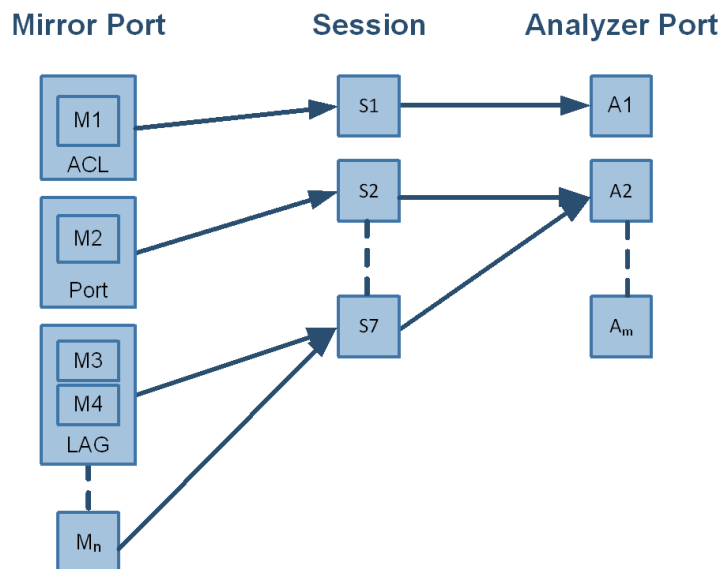 Mirror Port
Session
Analyzer Port
M1
ACL
S1
A1
M2
Port
S2
A2
M3
M4
LAG
S7
Am
Mn